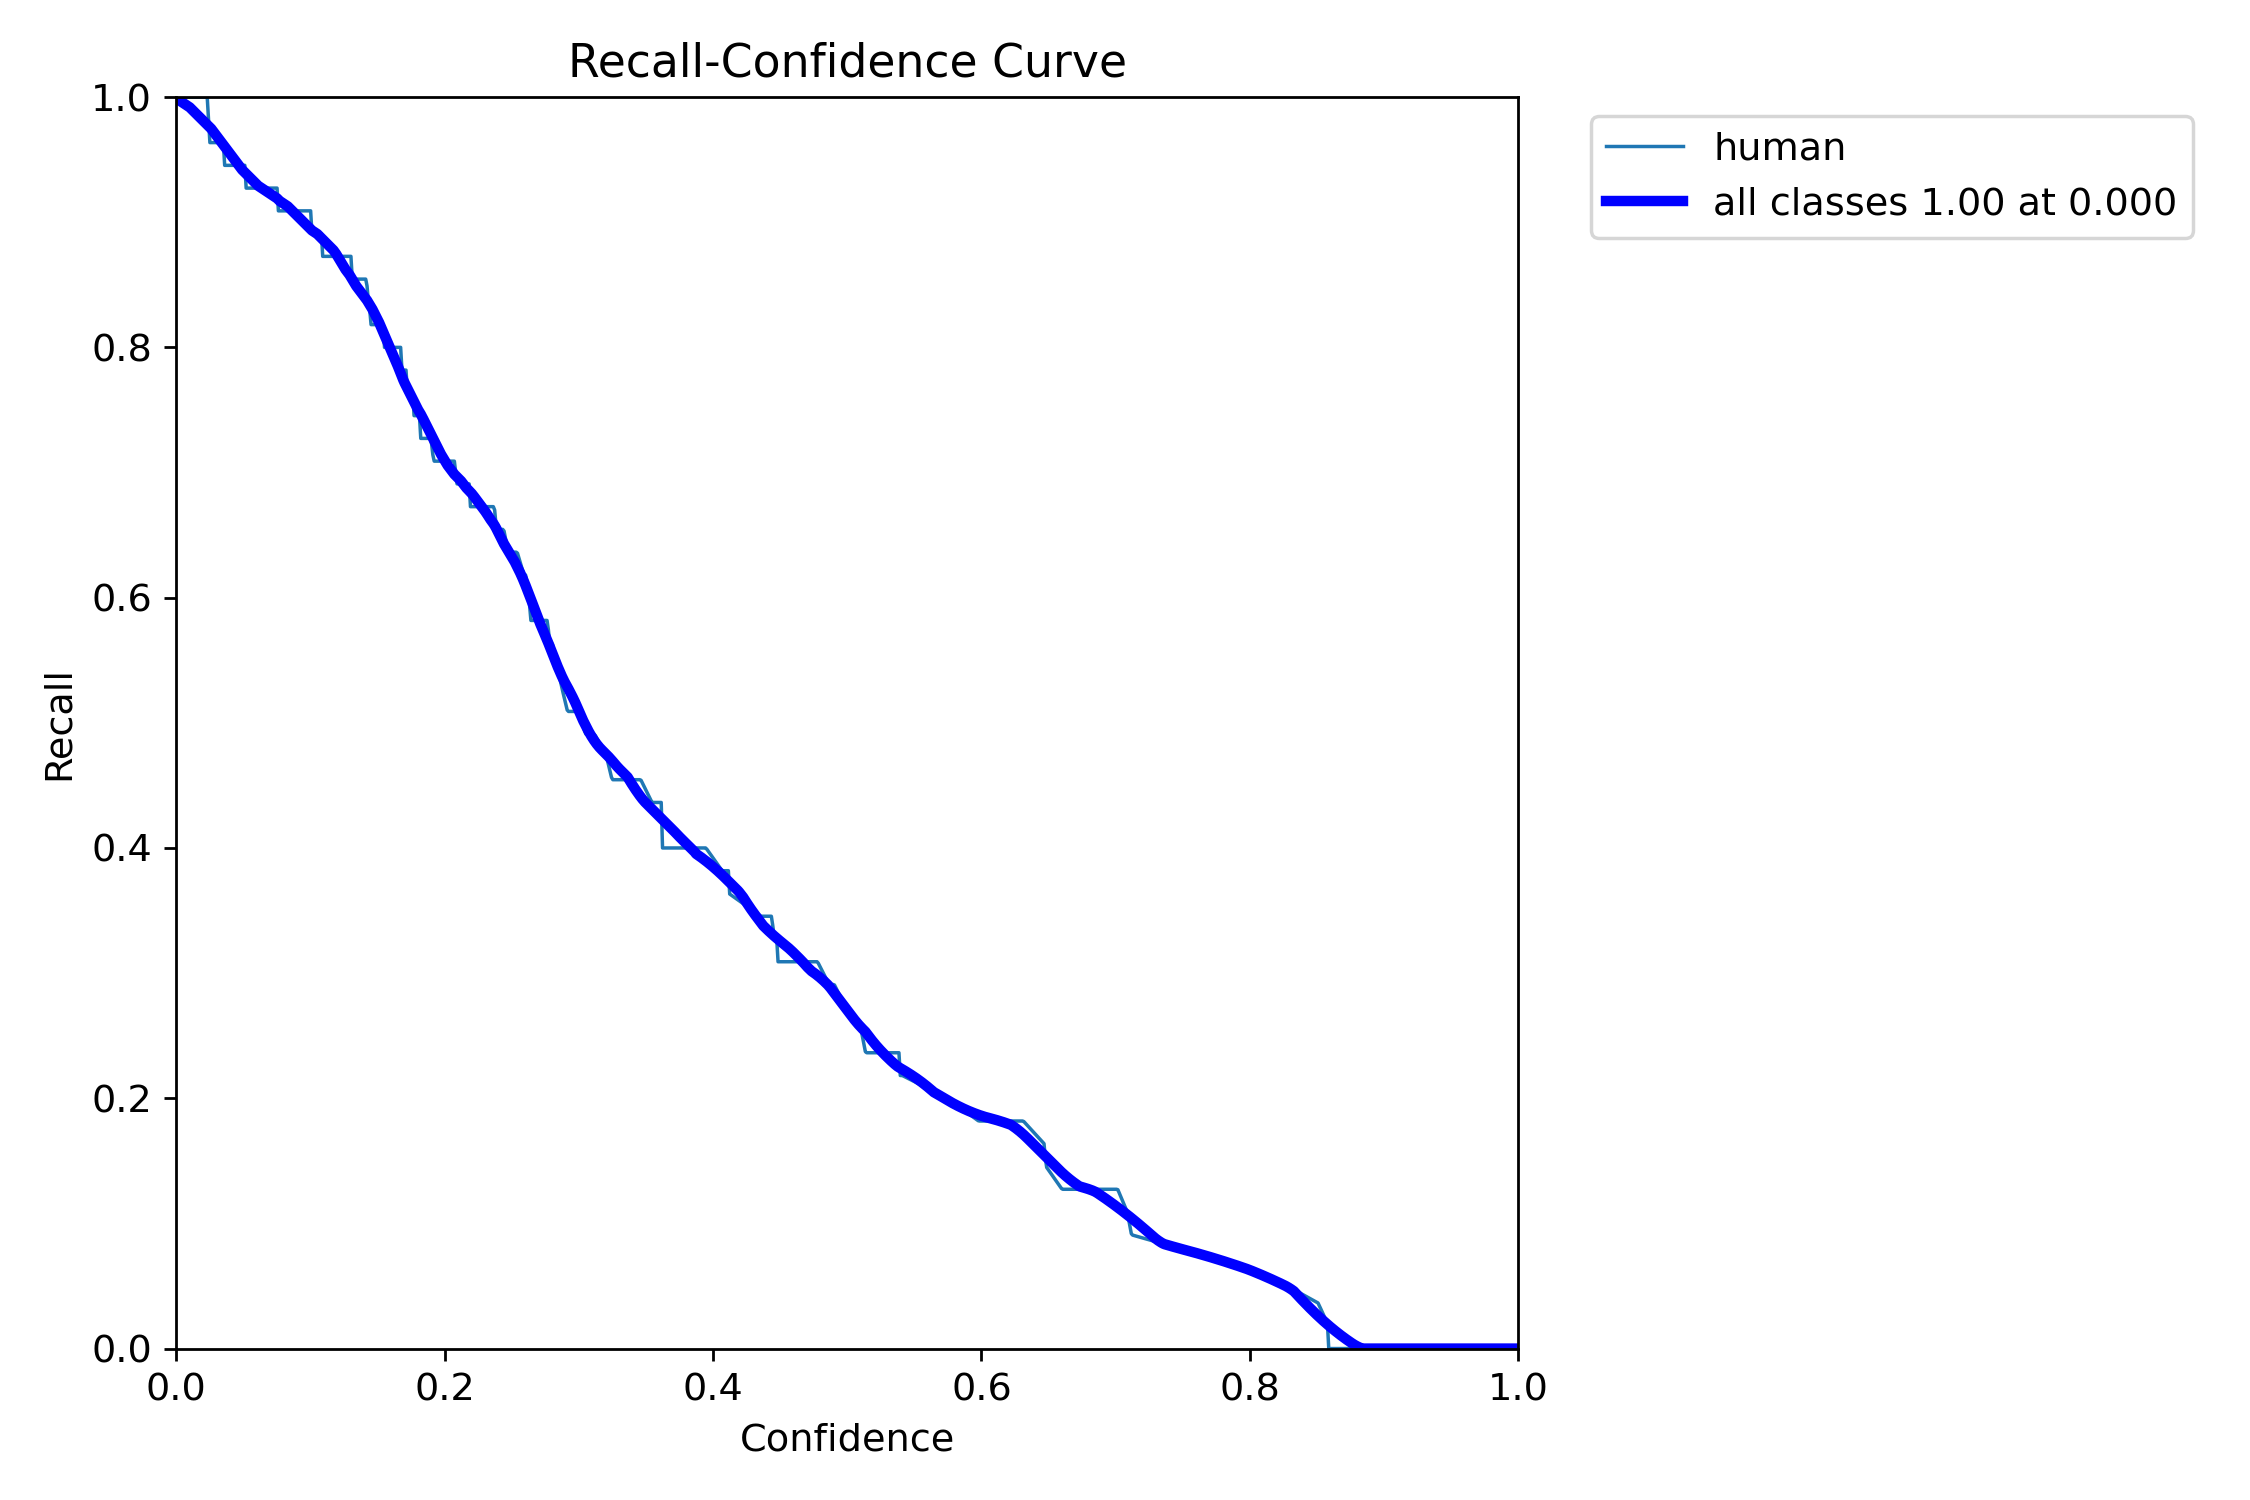 Recall-Confidence Curve
human
all classes 1.00 at 0.000
1.0
0.8
0.6
0.4
0.2
0.0
Recall
0.0 0.2 0.4 0.6 0.8 1.0
Confidence